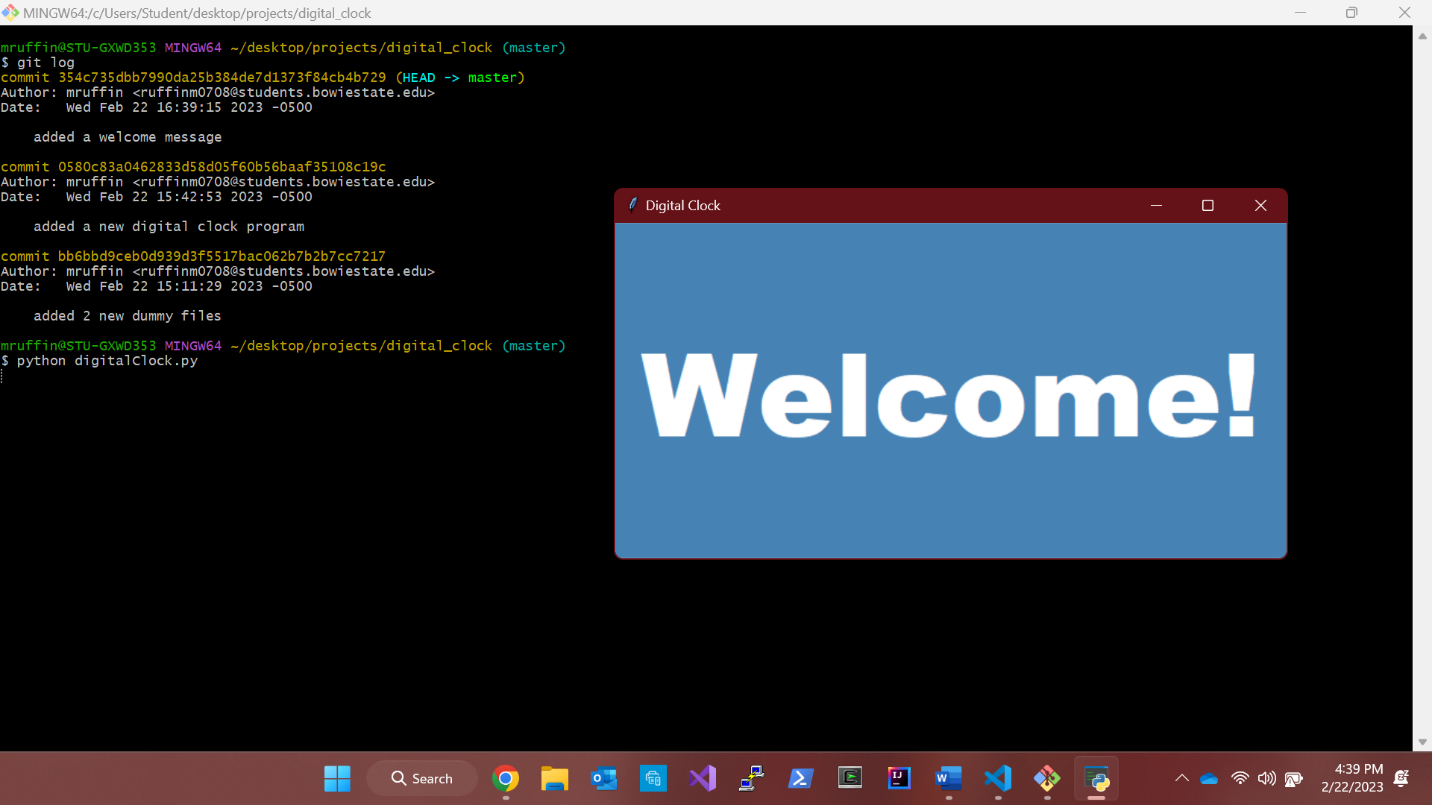 MINGW64:/c/Users/Student/desktop/projects/digital_clock
mruffin@STU-GXWD353 MINGW64 ~/desktop/projects/digital_clock (master)
$ git log
commit 354c735dbb7990da25b384de7d1373f84cb4b729 (HEAD -> master)
Author: mruffin <ruffinm0708@students.bowiestate.edu>
Date:   Wed Feb 22 16:39:15 2023 -0500
added a welcome message
commit 0580c83a0462833d58d05f60b56baaf35108c19c
Author: mruffin <ruffinm0708@students.bowiestate.edu>
Date:   Wed Feb 22 15:42:53 2023 -0500
added a new digital clock program
commit bb6bbd9ceb0d939d3f5517bac062b7b2b7cc7217
Author: mruffin <ruffinm0708@students.bowiestate.edu>
Date:   Wed Feb 22 15:11:29 2023 -0500
added 2 new dummy files
mruffin@STU-GXWD353 MINGW64 ~/desktop/projects/digital_clock (master)
$ python digitalClock.py
Digital Clock
Welcome!
Search
4:39 PM
2/22/2023